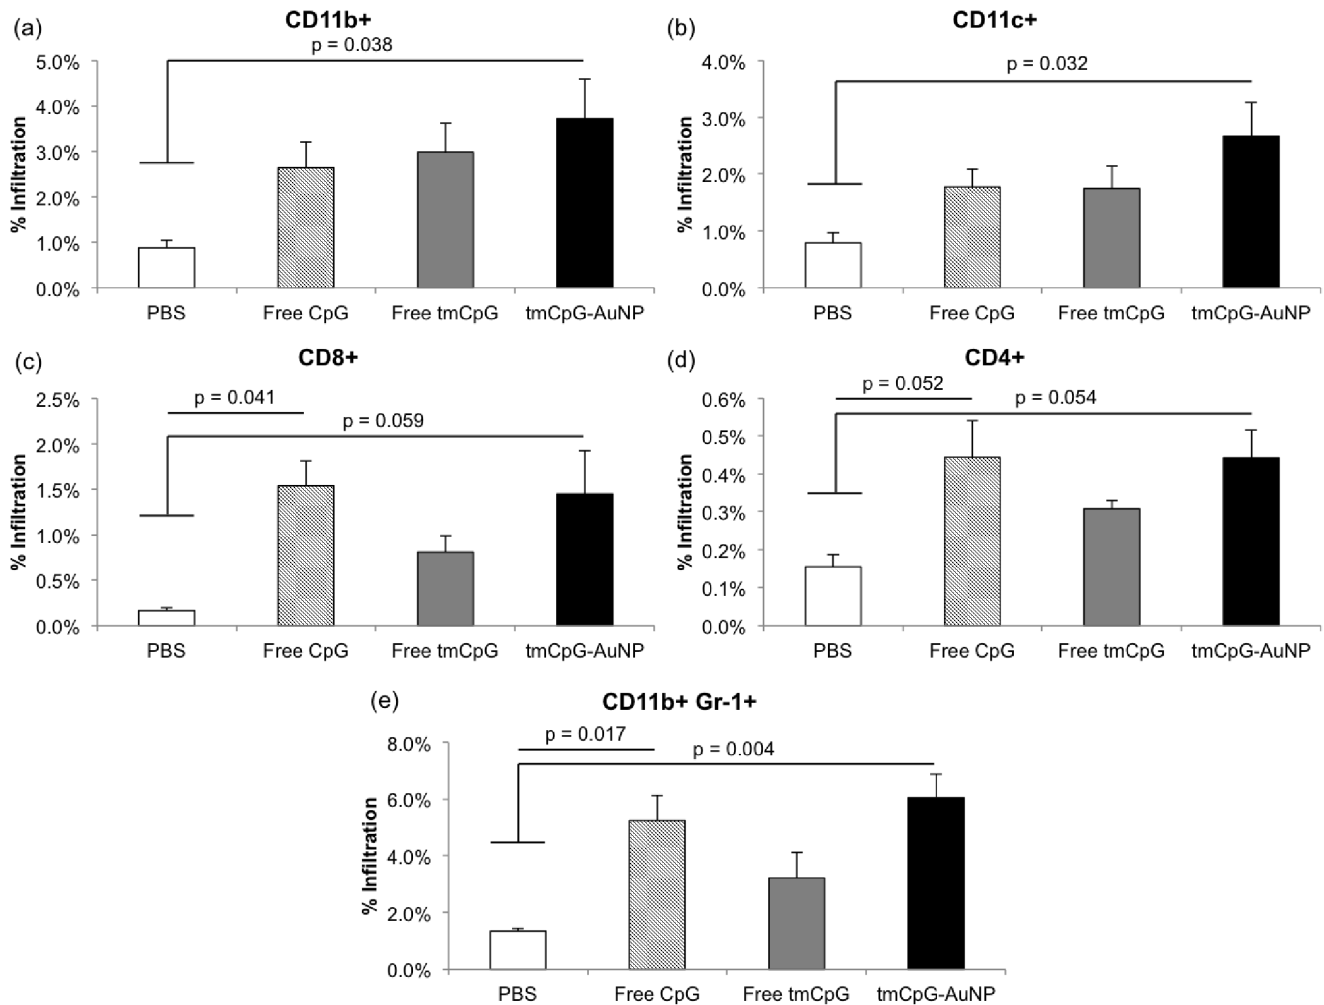 (a) CD11b+
p = 0.038
5.0%
4.0%
3.0%
2.0%
1.0%
0.0%
% Infiltration
PBS Free CpG Free tmCpG tmCpG-AuNP
(b) CD11c+
p = 0.032
4.0%
3.0%
2.0%
1.0%
0.0%
% Infiltration
PBS Free CpG Free tmCpG tmCpG-AuNP
(c) CD8+
p = 0.041
p = 0.059
2.5%
2.0%
1.5%
1.0%
0.5%
0.0%
% Infiltration
PBS Free CpG Free tmCpG tmCpG-AuNP
(d) CD4+
p = 0.052
p = 0.054
0.6%
0.5%
0.4%
0.3%
0.2%
0.1%
0.0%
% Infiltration
PBS Free CpG Free tmCpG tmCpG-AuNP
(e) CD11b+ Gr-1+
p = 0.017
p = 0.004
8.0%
6.0%
4.0%
2.0%
0.0%
% Infiltration
PBS Free CpG Free tmCpG tmCpG-AuNP